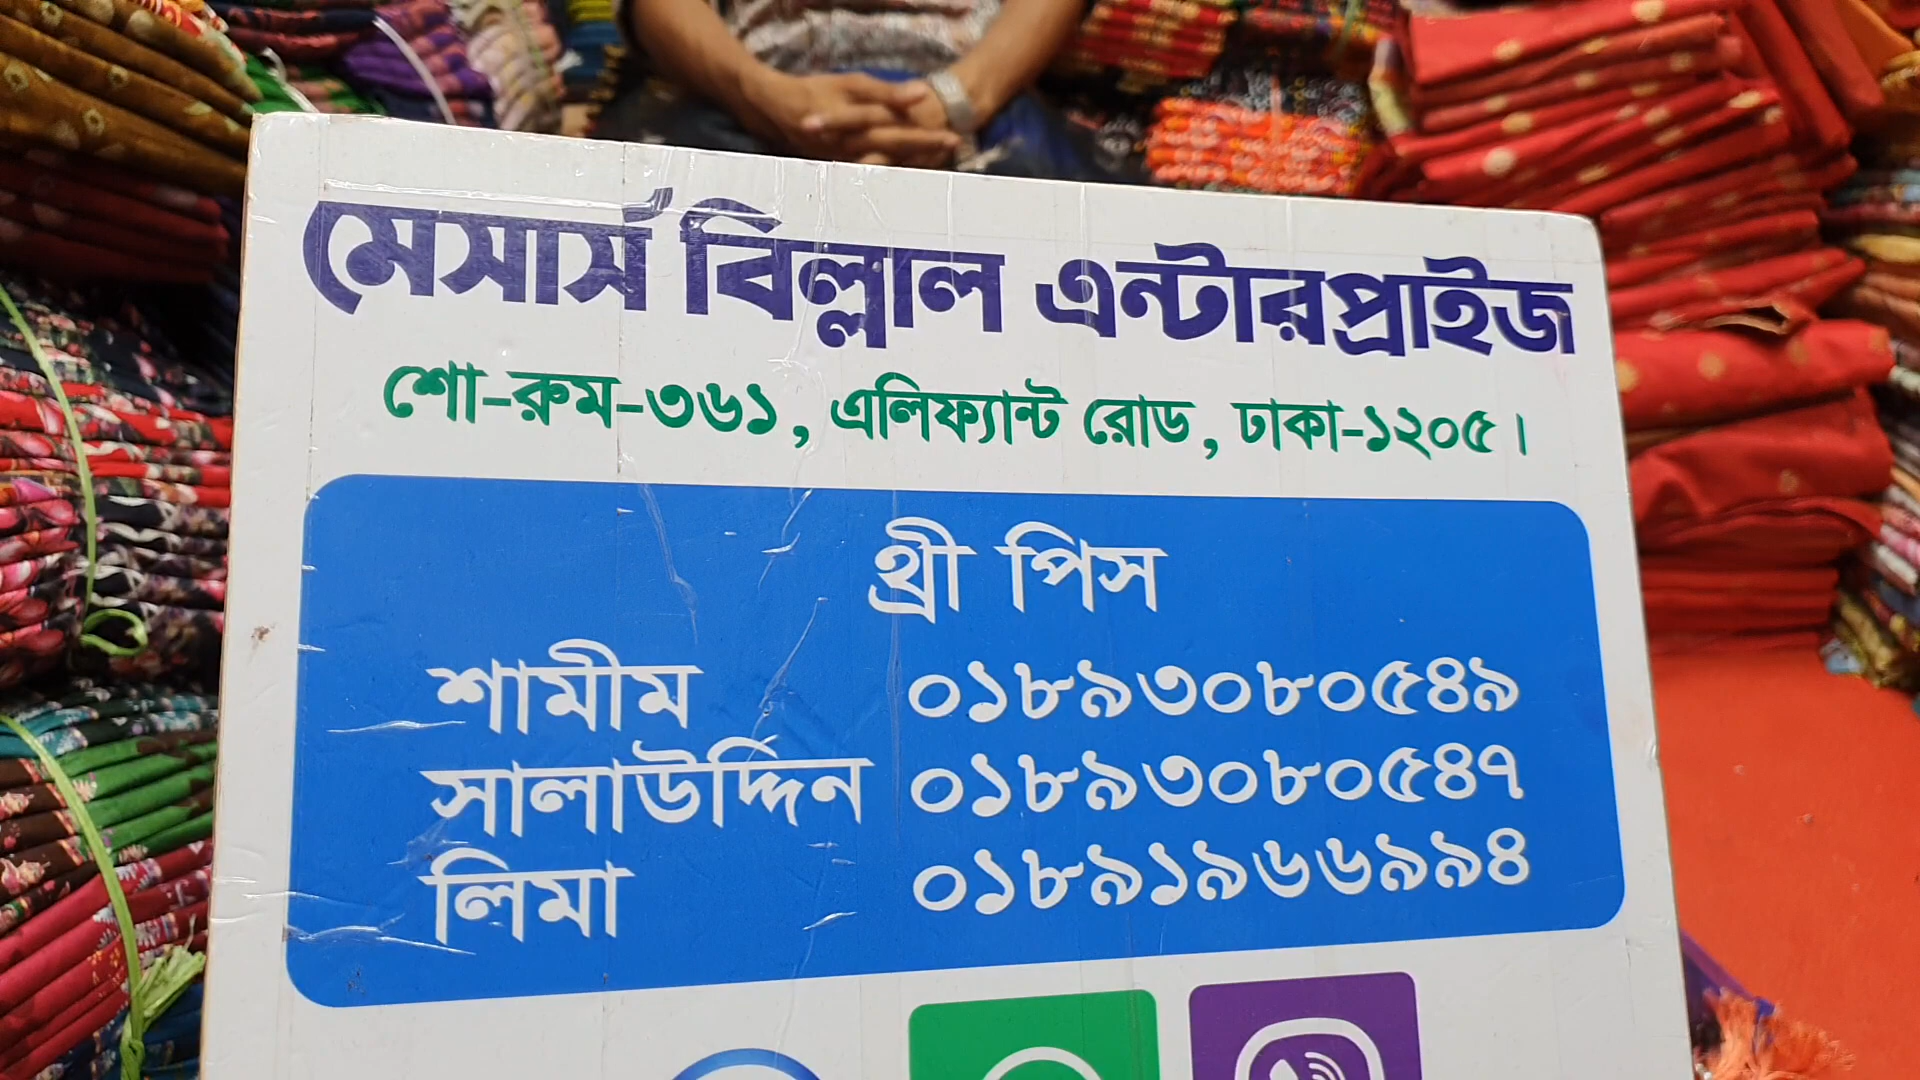 মেসার্স বিল্লাল এন্টারপ্রাইজ
শো-রুম-৩৬১, এলিফ্যান্ট রোড, ঢাকা-১২০৫।
থ্রী পিস
শামীম ০১৮৯৩০৮০৫৪৯
সালাউদ্দিন ০১৮৯৩০৮০৫৪৭
লিমা ০১৮৯১৯৬৬৯৯৪